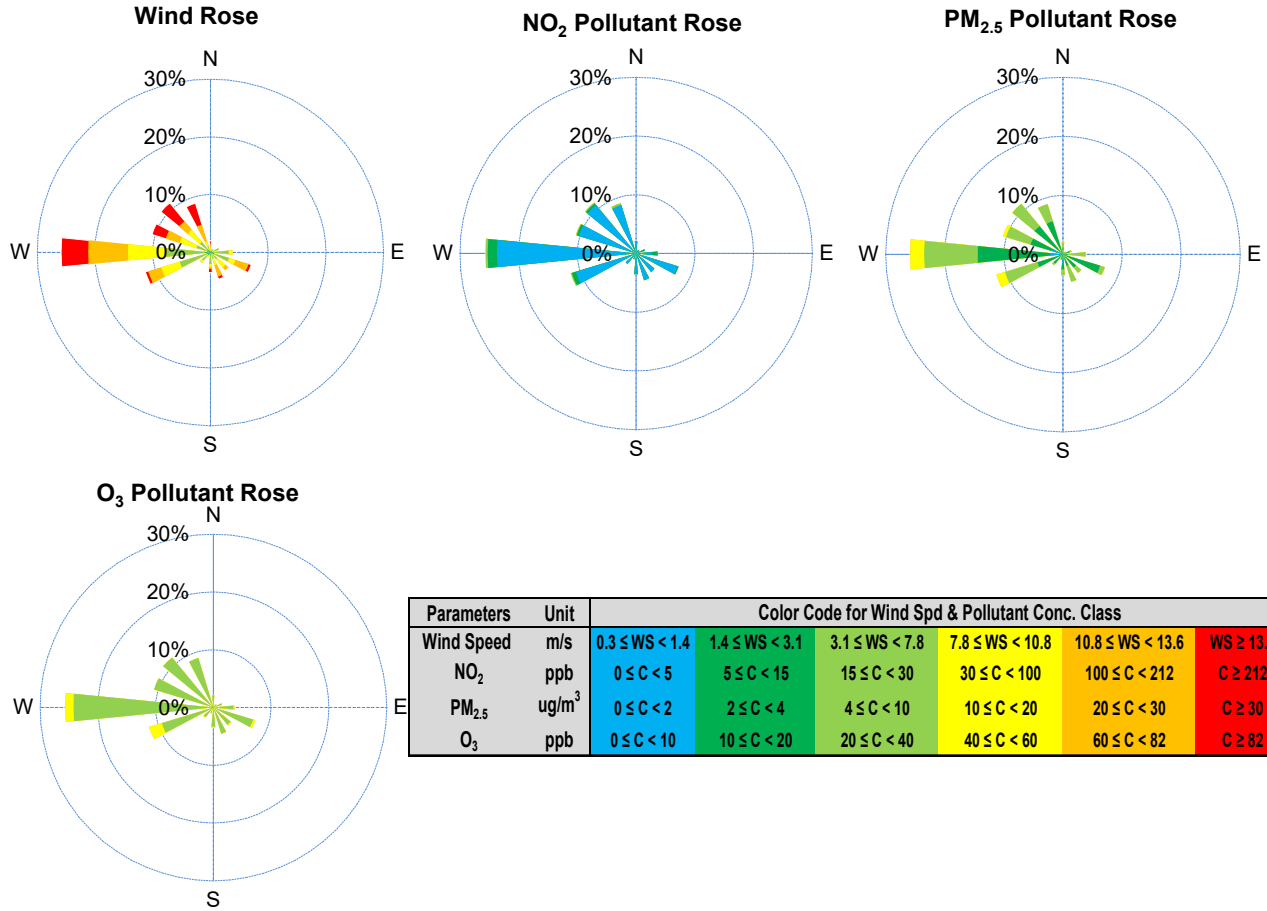 Wind Rose
N
30%
20%
10%
0%
W
E
S
NO₂ Pollutant Rose
N
30%
20%
10%
0%
W
E
S
PM₂.₅ Pollutant Rose
N
30%
20%
10%
0%
W
E
S
O₃ Pollutant Rose
N
30%
20%
10%
0%
W
E
S
Parameters Unit Color Code for Wind Spd & Pollutant Conc. Class
Wind Speed m/s 0.3 ≤ WS < 1.4 1.4 ≤ WS < 3.1 3.1 ≤ WS < 7.8 7.8 ≤ WS < 10.8 10.8 ≤ WS < 13.6 WS ≥ 13.
NO₂ ppb 0 ≤ C < 5 5 ≤ C < 15 15 ≤ C < 30 30 ≤ C < 100 100 ≤ C < 212 C ≥ 212
PM₂.₅ ug/m³ 0 ≤ C < 2 2 ≤ C < 4 4 ≤ C < 10 10 ≤ C < 20 20 ≤ C < 30 C ≥ 30
O₃ ppb 0 ≤ C < 10 10 ≤ C < 20 20 ≤ C < 40 40 ≤ C < 60 60 ≤ C < 82 C ≥ 82